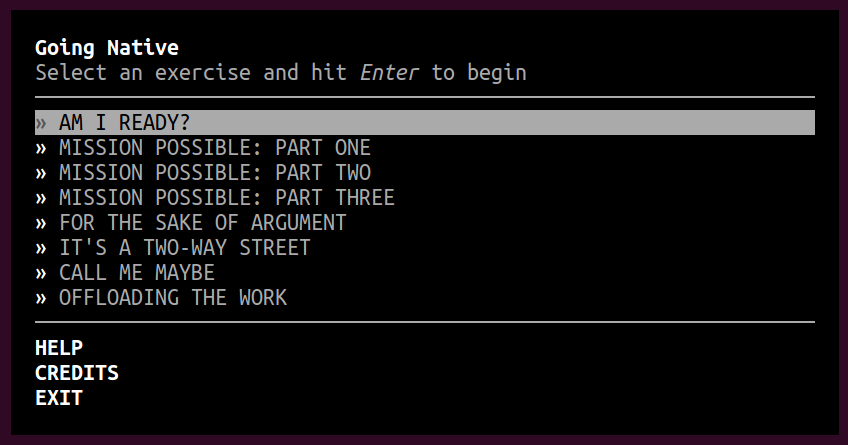 Going Native
Select an exercise and hit Enter to begin
» AM I READY?
» MISSION POSSIBLE: PART ONE
» MISSION POSSIBLE: PART TWO
» MISSION POSSIBLE: PART THREE
» FOR THE SAKE OF ARGUMENT
» IT'S A TWO-WAY STREET
» CALL ME MAYBE
» OFFLOADING THE WORK
HELP
CREDITS
EXIT